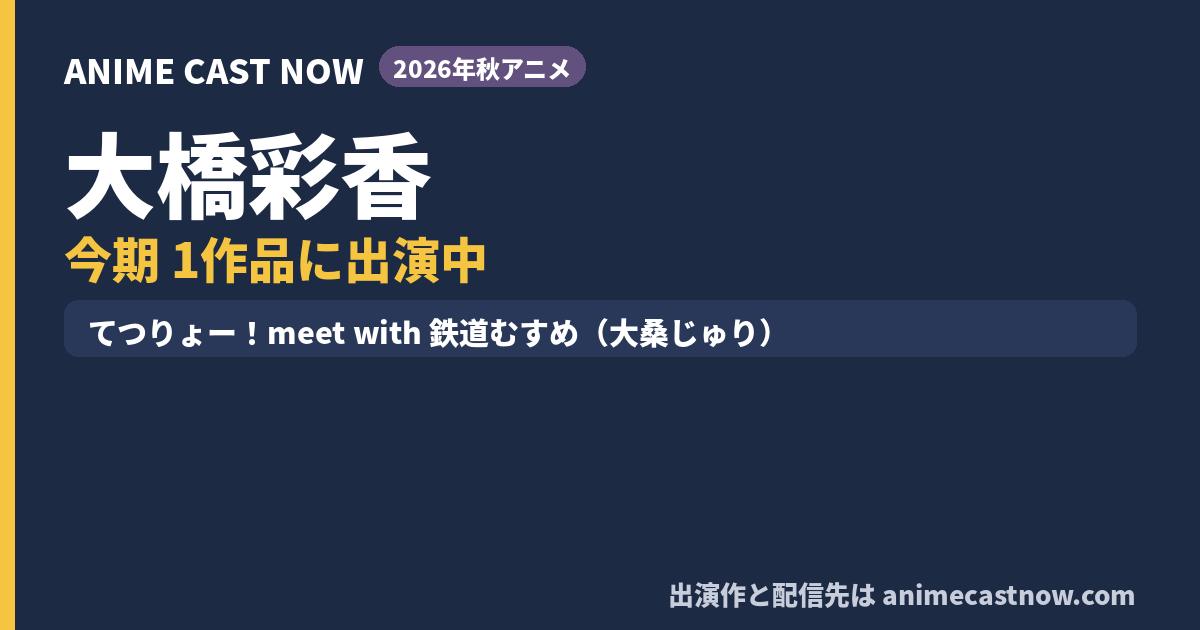 ANIME CAST NOW 2026年秋アニメ
大橋彩香
今期 1作品に出演中
てつりょー！meet with 鉄道むすめ（大桑じゅり）
出演作と配信先は animecastnow.com